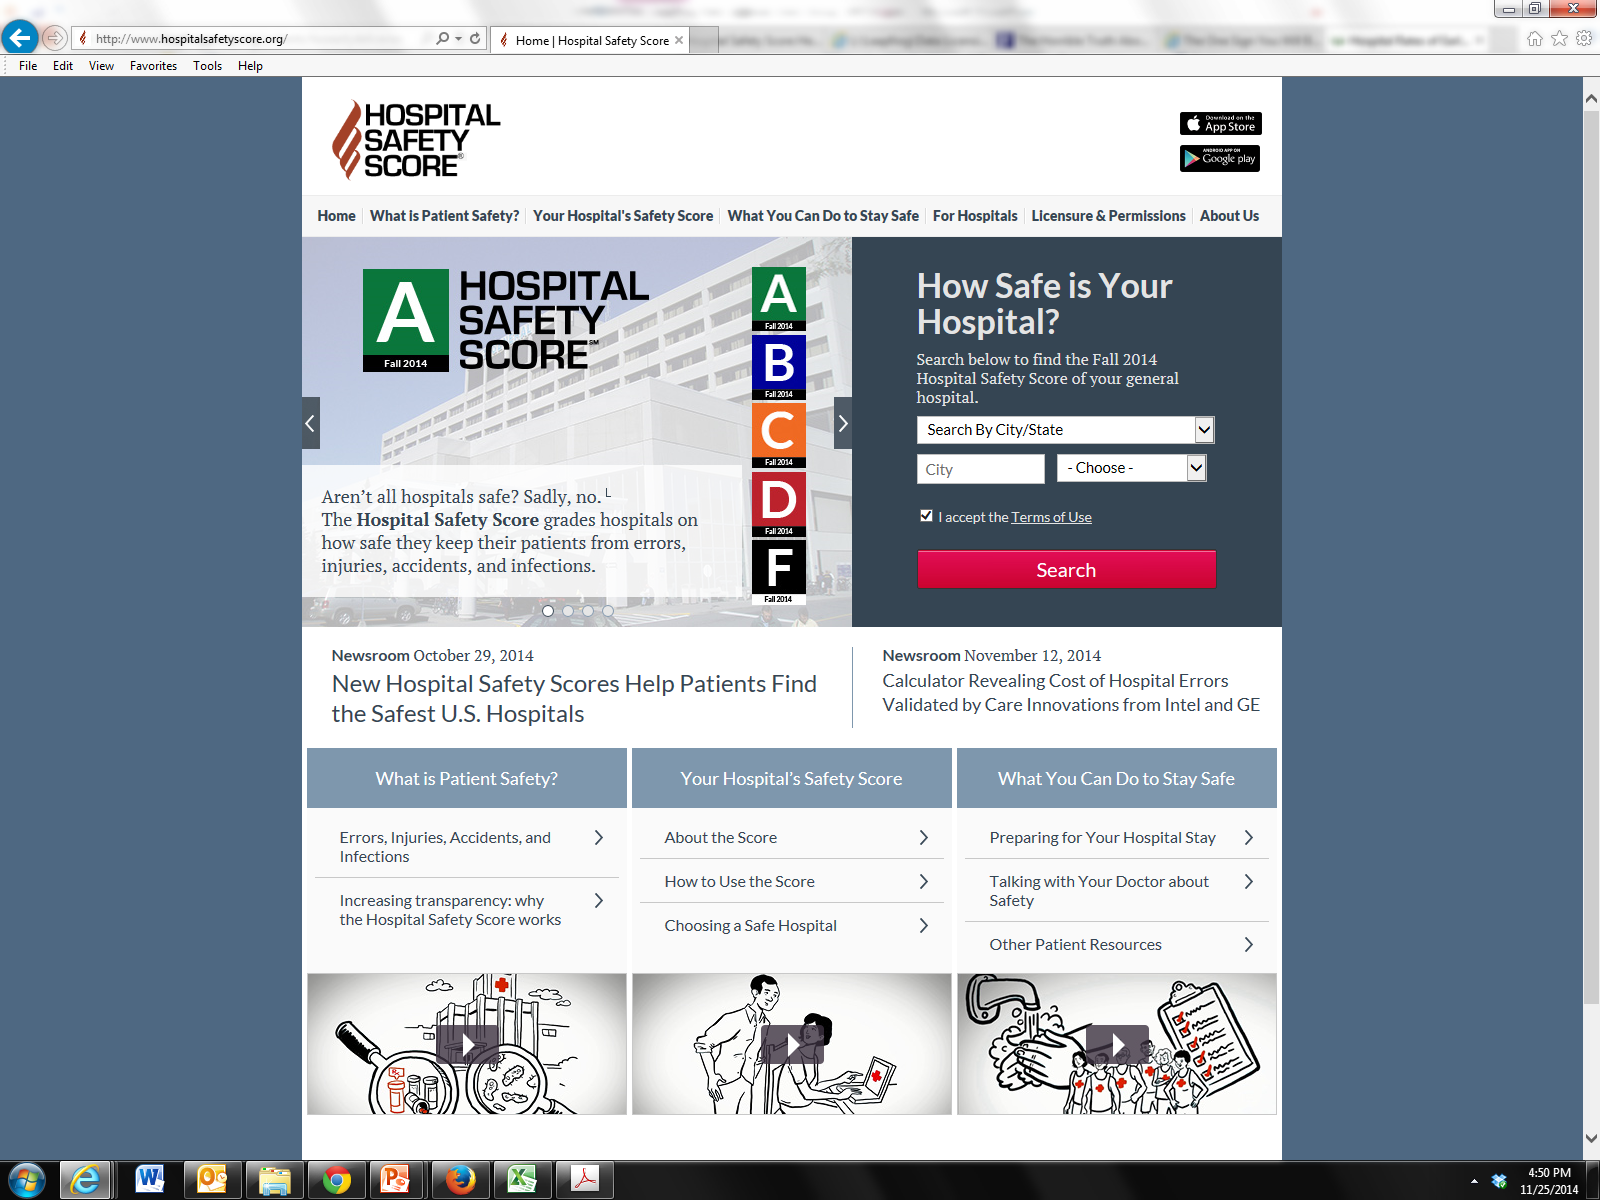 http://www.hospitalsafetyscore.org/
Home | Hospital Safety Score
File Edit View Favorites Tools Help
HOSPITAL
SAFETY
SCORE®
Download on the
App Store
ANDROID APP ON
Google play
Home What is Patient Safety? Your Hospital's Safety Score What You Can Do to Stay Safe For Hospitals Licensure & Permissions About Us
A
Fall 2014
HOSPITAL
SAFETY
SCORE℠
A
Fall 2014
B
Fall 2014
C
Fall 2014
D
Fall 2014
F
Fall 2014
Aren’t all hospitals safe? Sadly, no.
The Hospital Safety Score grades hospitals on
how safe they keep their patients from errors,
injuries, accidents, and infections.
How Safe is Your
Hospital?
Search below to find the Fall 2014
Hospital Safety Score of your general
hospital.
Search By City/State
City
- Choose -
I accept the Terms of Use
Search
Newsroom October 29, 2014
New Hospital Safety Scores Help Patients Find
the Safest U.S. Hospitals
Newsroom November 12, 2014
Calculator Revealing Cost of Hospital Errors
Validated by Care Innovations from Intel and GE
What is Patient Safety?
Errors, Injuries, Accidents, and
Infections
Increasing transparency: why
the Hospital Safety Score works
Your Hospital’s Safety Score
About the Score
How to Use the Score
Choosing a Safe Hospital
What You Can Do to Stay Safe
Preparing for Your Hospital Stay
Talking with Your Doctor about
Safety
Other Patient Resources
4:50 PM
11/25/2014